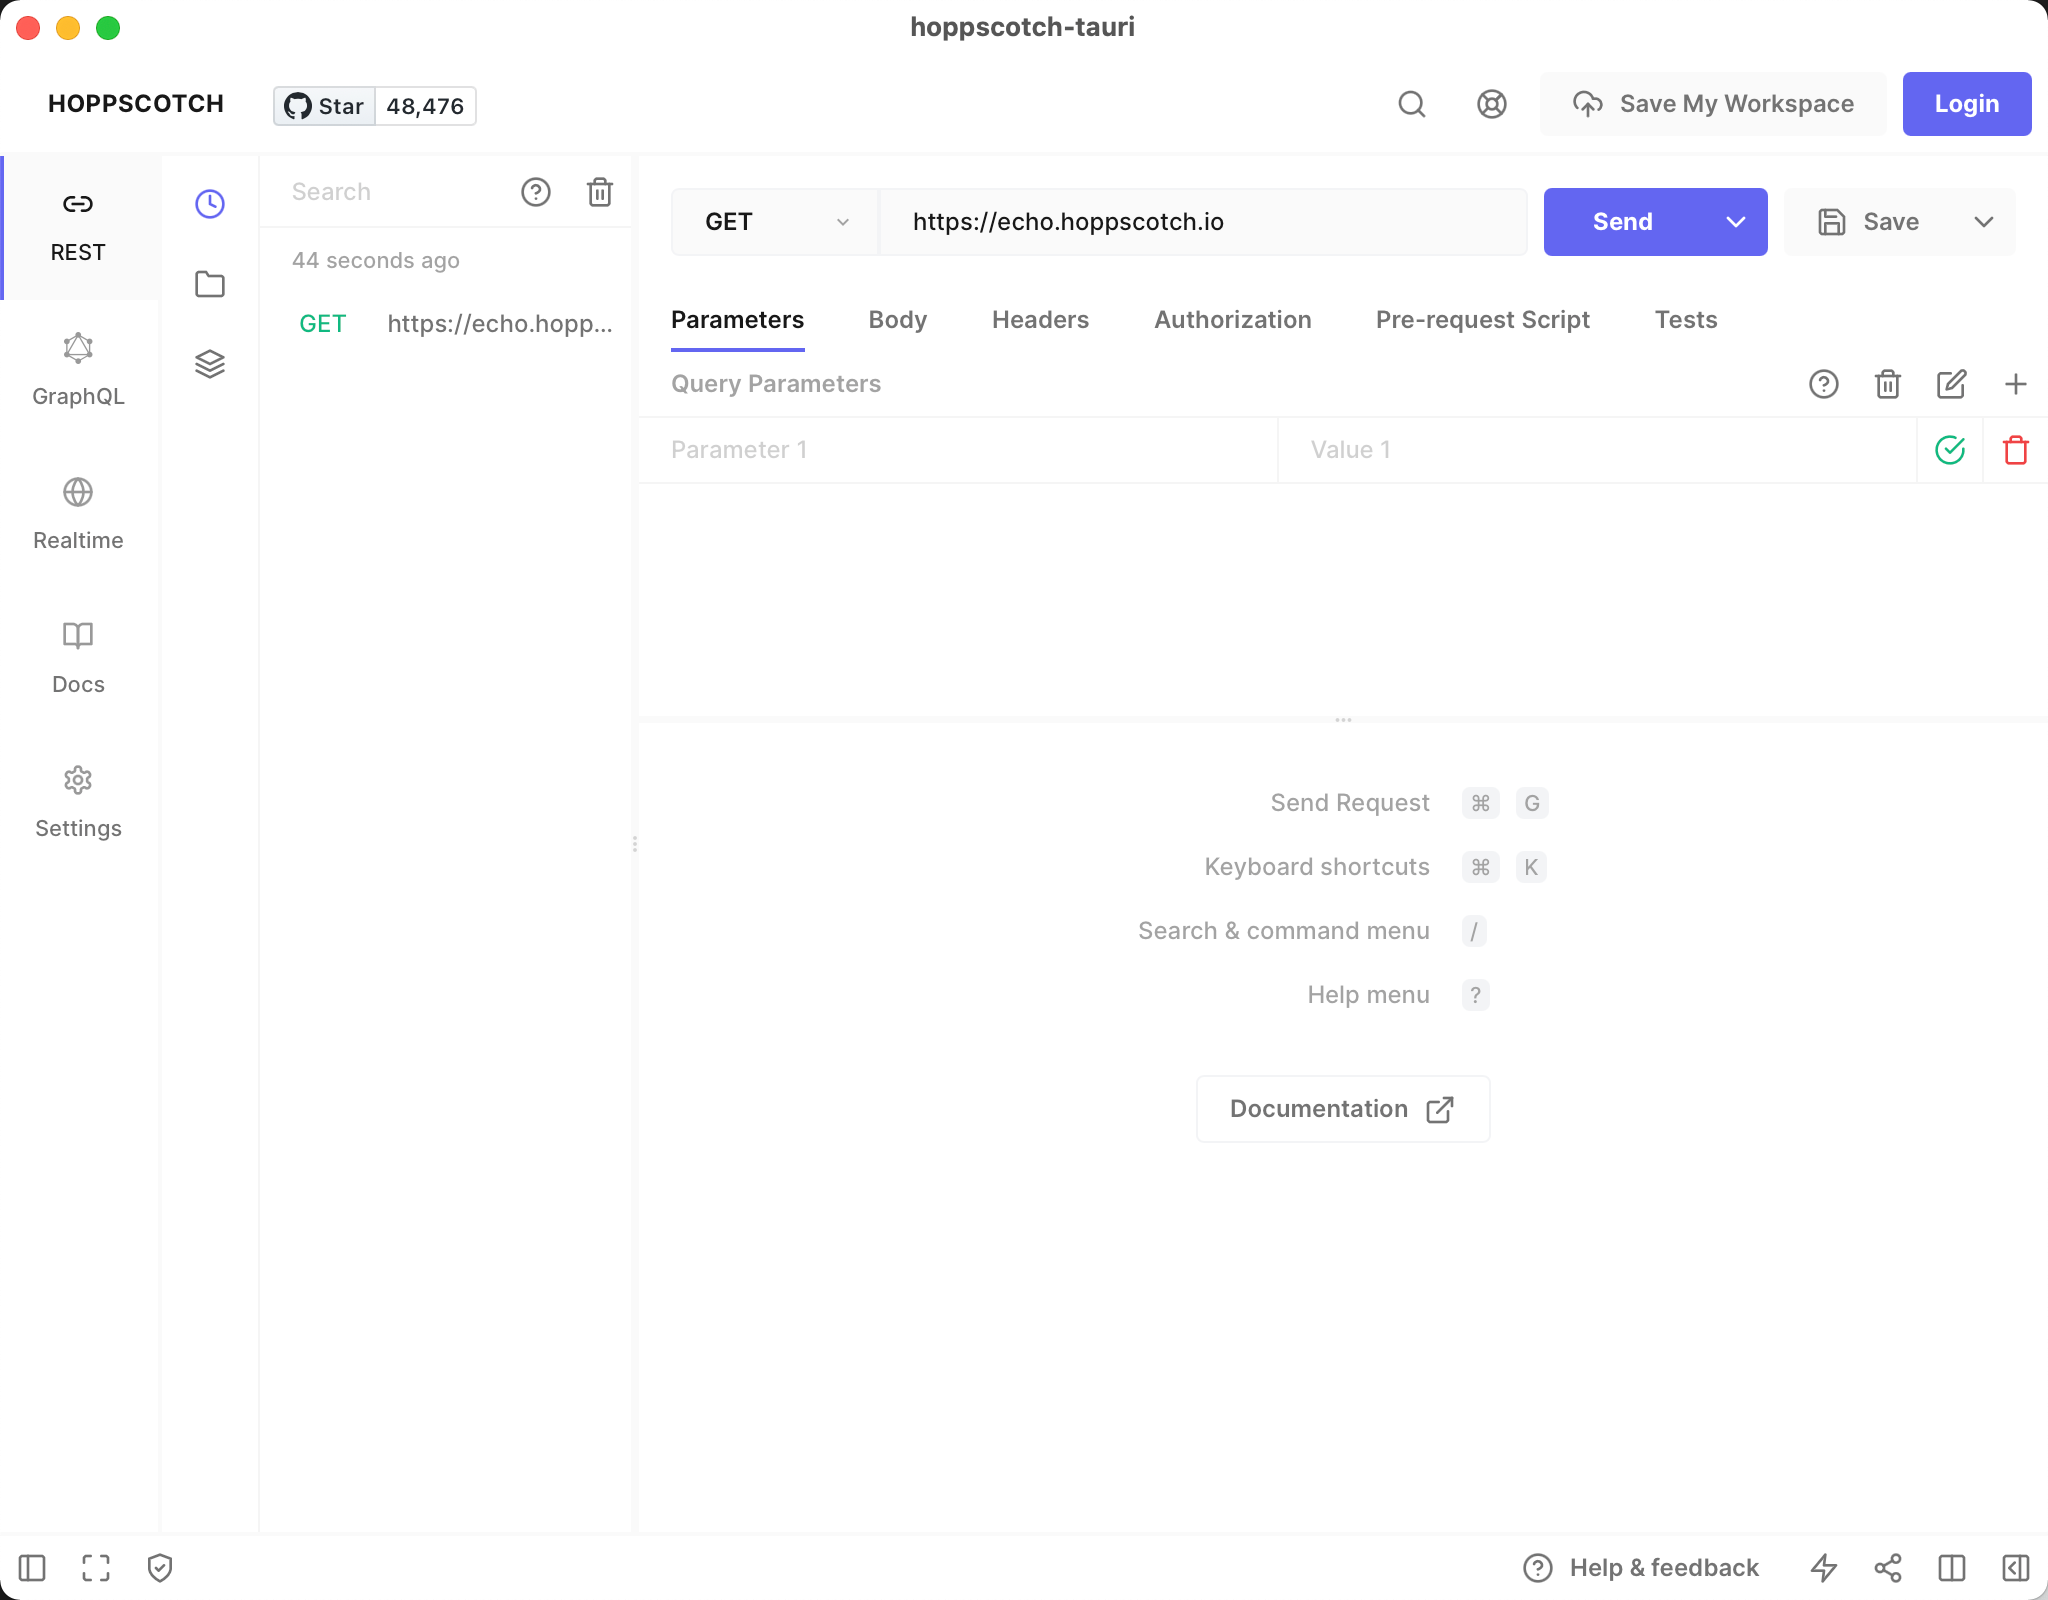 hoppscotch-tauri
HOPPSCOTCH
Star 48,476
Save My Workspace
Login
REST
GraphQL
Realtime
Docs
Settings
Search
44 seconds ago
GET https://echo.hopp...
GET https://echo.hoppscotch.io
Send
Save
Parameters Body Headers Authorization Pre-request Script Tests
Query Parameters
Parameter 1 Value 1
Send Request ⌘ G
Keyboard shortcuts ⌘ K
Search & command menu /
Help menu ?
Documentation
Help & feedback